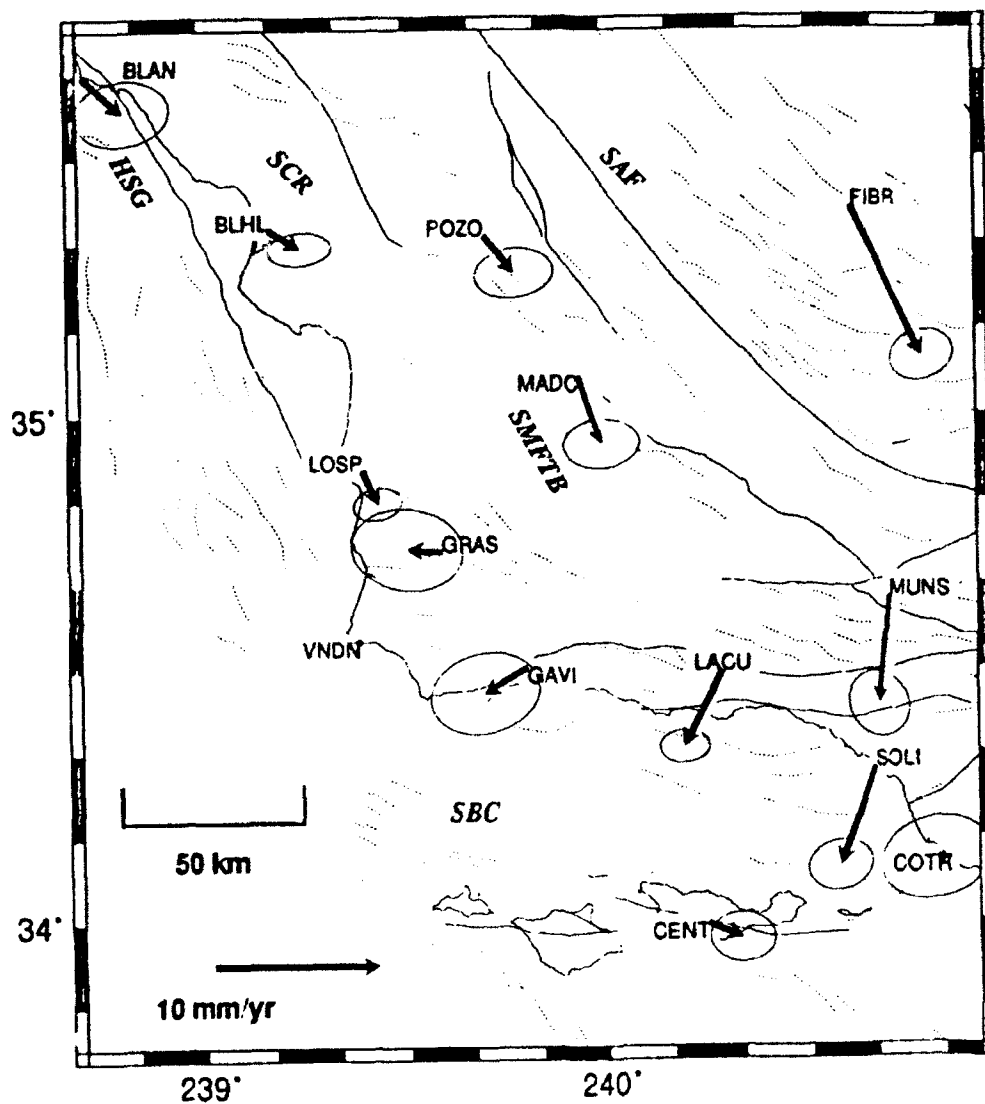 BLAN
HSG
SCR
SAF
BLHL
POZO
FIBR
35°
MADC
SMFTB
LOSP
GRAS
MUNS
VNDN
GAVI
LACU
SOLI
SBC
50 km
COTR
34°
CENT
10 mm/yr
239°
240°